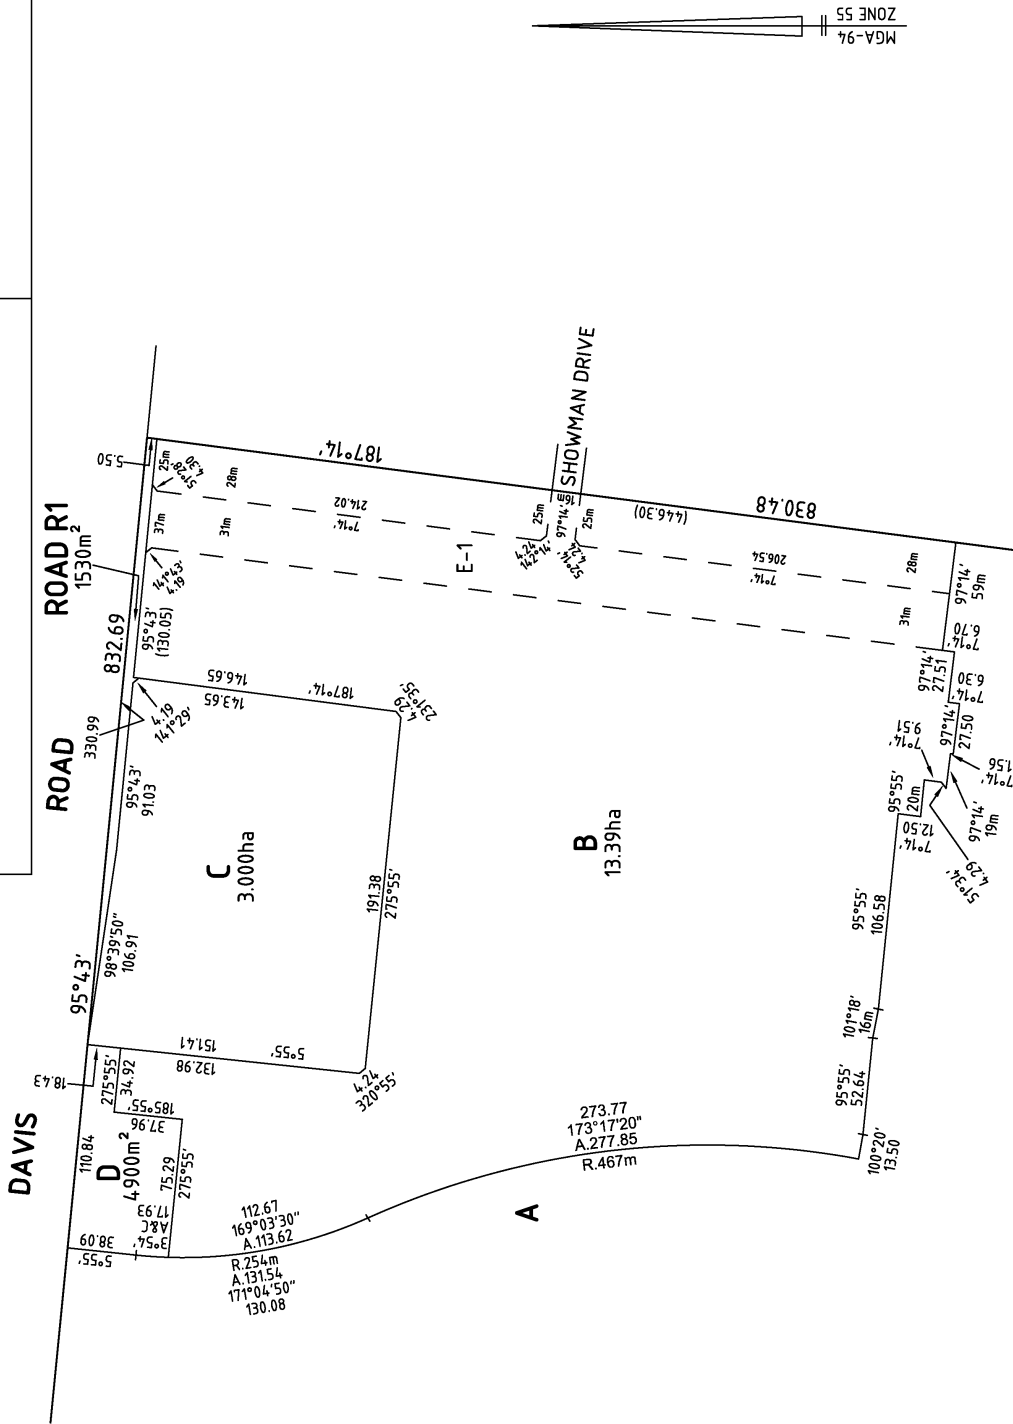 MGA-94
ZONE 55
DAVIS
ROAD
ROAD R1
1530m²
832.69
95°43'
330.99
5.50
18.43
110.84
95°43'
(130.05)
141°43'
4.19
37m
25m
51°28'
4.30
28m
31m
187°14'
214.02
7°14'
E-1
25m
4.24
142°14'
16m
97°14'
25m
4.24
52°14'
SHOWMAN DRIVE
(446.30)
830.48
206.54
7°14'
28m
31m
97°14'
59m
6.70
7°14'
97°14'
27.51
6.30
7°14'
97°14'
27.50
1.56
7°14'
9.51
7°14'
97°14'
19m
51°34'
4.29
95°55'
20m
12.50
7°14'
95°55'
106.58
101°18'
16m
95°55'
52.64
100°20'
13.50
4.19
141°29'
95°43'
91.03
98°39'50"
106.91
146.65
143.65
187°14'
4.29
231°35'
C
3.000ha
191.38
275°55'
151.41
132.98
5°55'
4.24
320°55'
B
13.39ha
275°55'
34.92
185°55'
37.96
D
4900m²
75.29
275°55'
38.09
5°55'
17.93
A&C
3°54'
112.67
169°03'30"
A.113.62
R.254m
A.131.54
171°04'50"
130.08
273.77
173°17'20"
A.277.85
R.467m
A